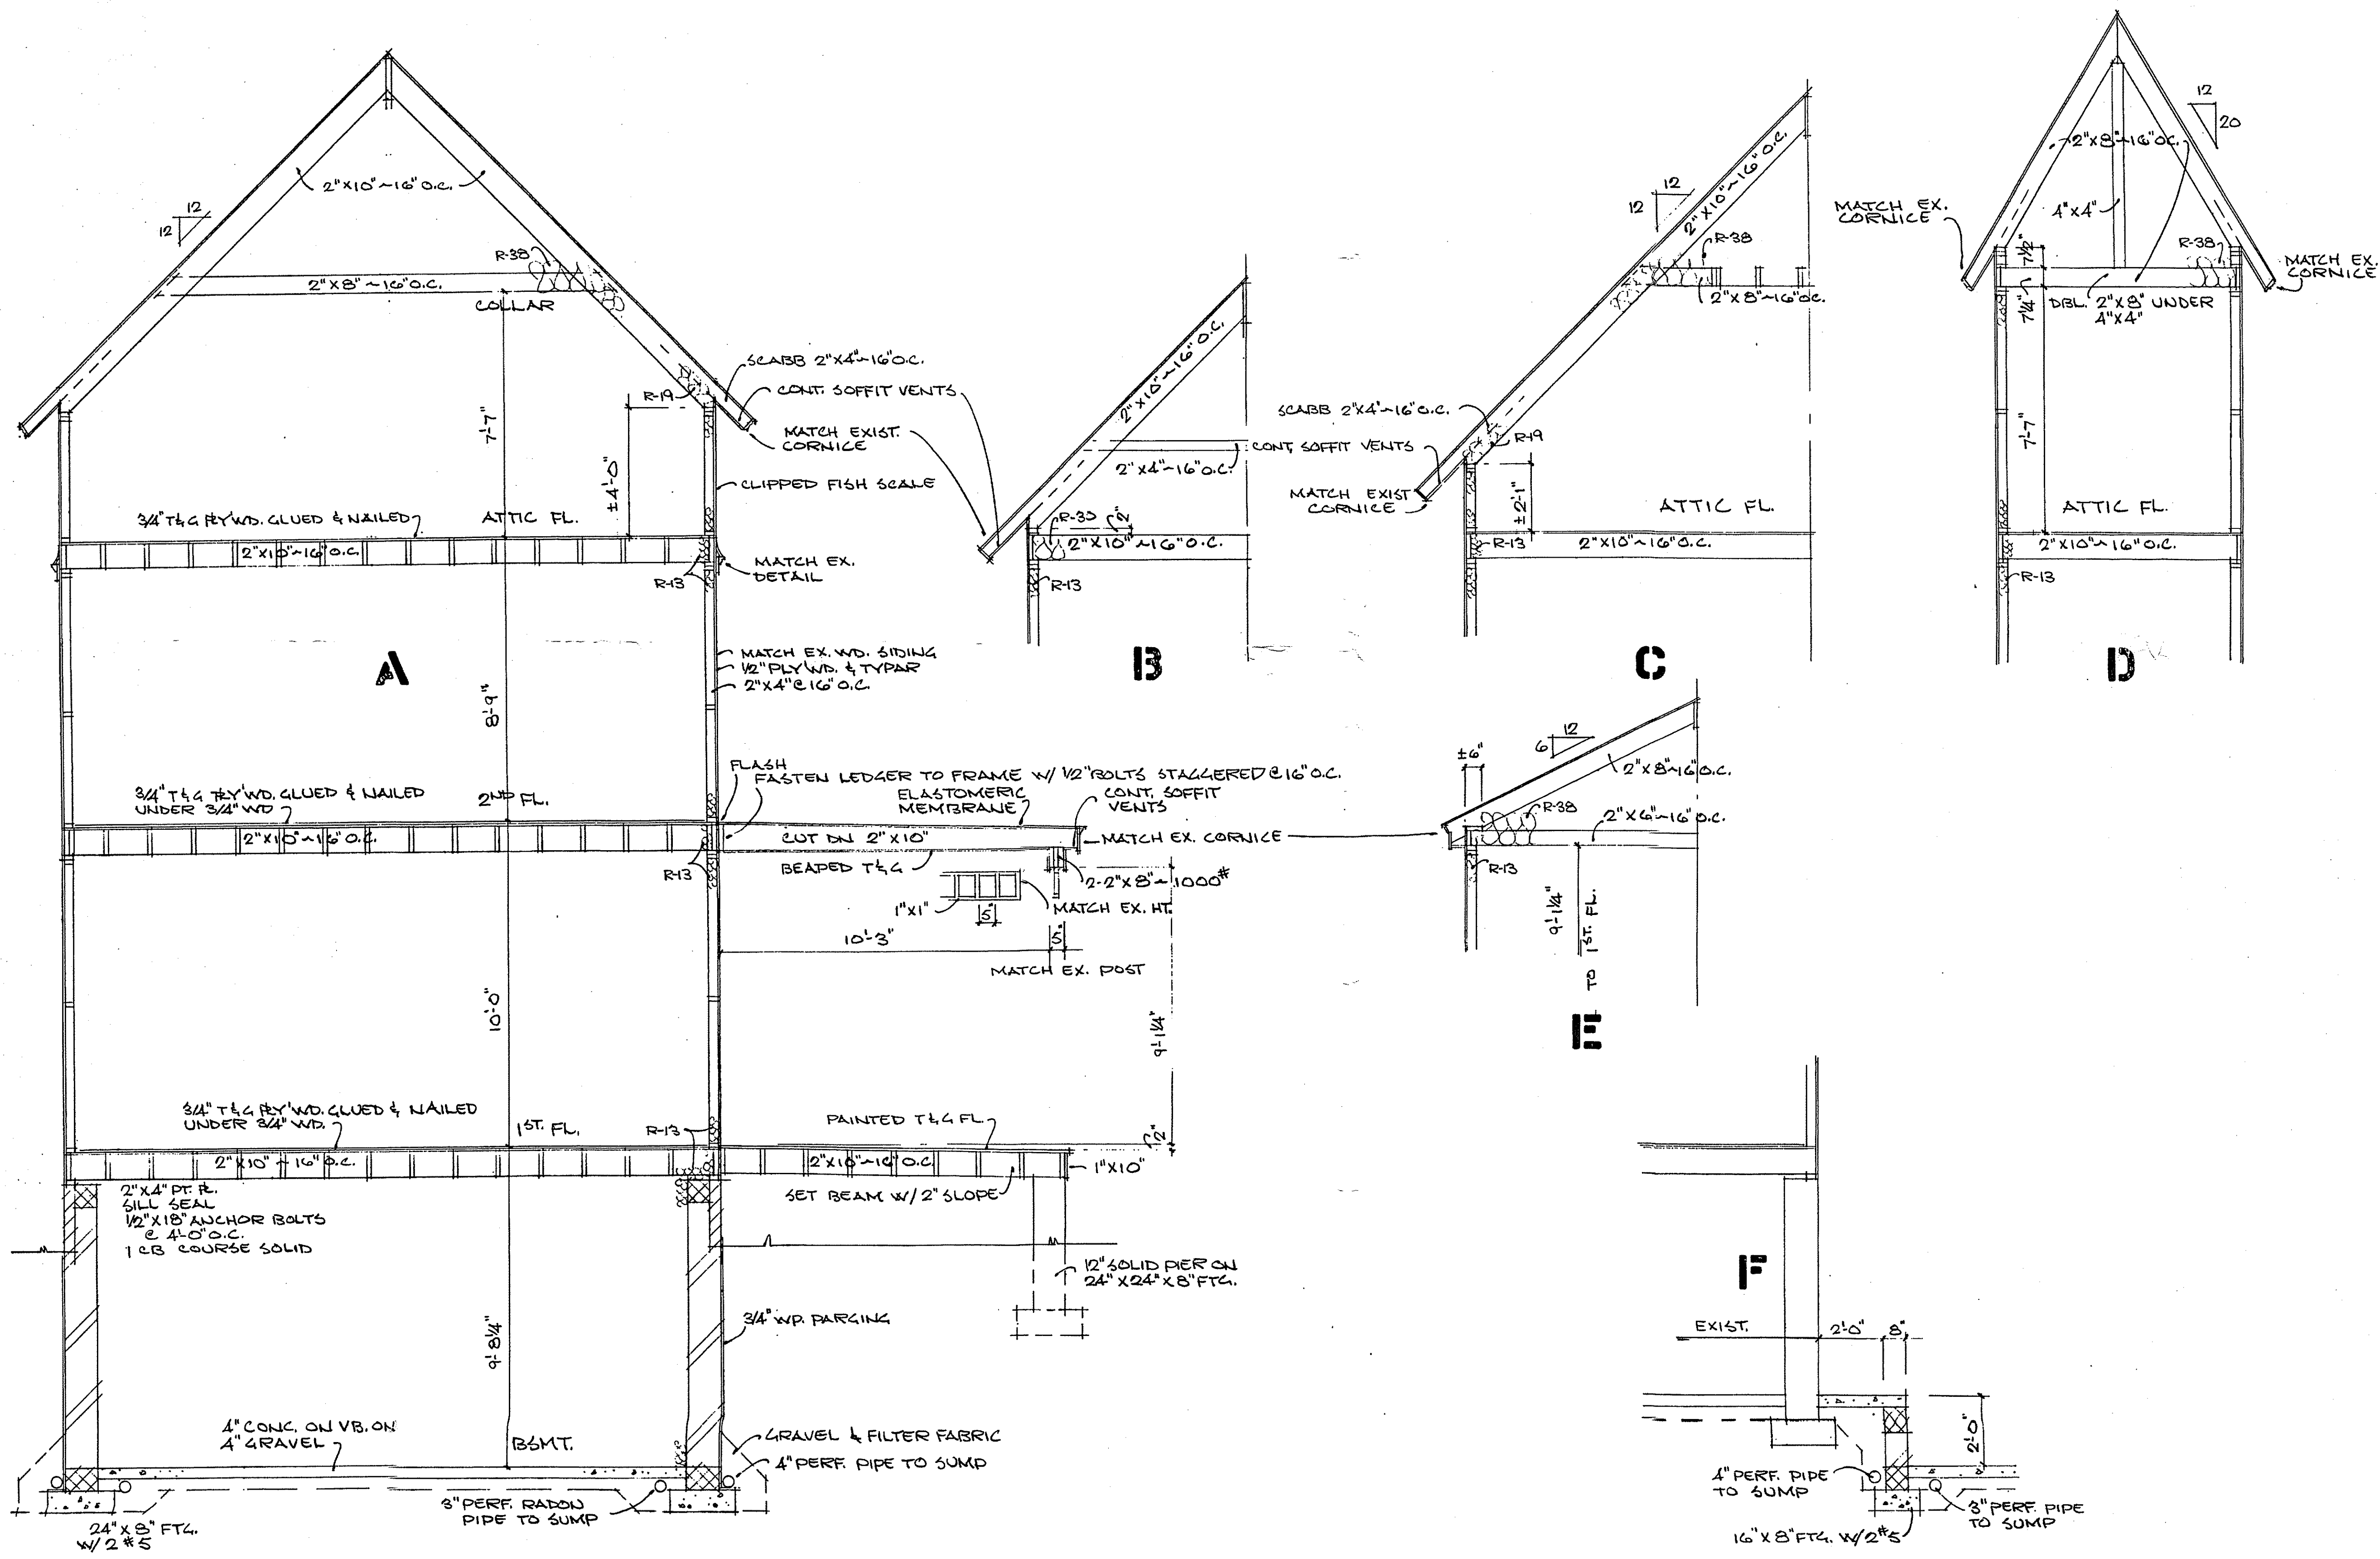 12
12
2"X10"~16"O.C.
R-38
2"X8"~16"O.C.
COLLAR
7'-7"
R-19
±4'-0"
SCABB 2"X4"~16"O.C.
CONT. SOFFIT VENTS
MATCH EXIST.
CORNICE
CLIPPED FISH SCALE
3/4" T&G PLYWD. GLUED & NAILED
ATTIC FL.
2"X10"~16"O.C.
R-13
MATCH EX.
DETAIL
A
8'-9"
MATCH EX. WD. SIDING
1/2" PLY'WD. & TYPAR
2"X4"@16"O.C.
FLASH
FASTEN LEDGER TO FRAME W/ 1/2" BOLTS STAGGERED @16"O.C.
3/4" T&G PLY'WD. GLUED & NAILED
UNDER 3/4" WD
2ND FL.
ELASTOMERIC
MEMBRANE
CONT. SOFFIT
VENTS
2"X10"~16"O.C.
CUT DN 2"X10"
MATCH EX. CORNICE
R-13
BEADED T&G
2-2"X8"~1000#
1"X1"
5"
MATCH EX. HT.
10'-3"
5"
MATCH EX. POST
10'-0"
9'-1 1/4"
3/4" T&G PLY'WD. GLUED & NAILED
UNDER 3/4" WD.
1ST. FL.
R-13
PAINTED T&G FL
2"
2"X10"~16"O.C.
2"X10"~16"O.C.
1"X10"
SET BEAM W/ 2" SLOPE
2"X4" PT. PL.
SILL SEAL
1/2"X18" ANCHOR BOLTS
@ 4'-0"O.C.
1 CB COURSE SOLID
12" SOLID PIER ON
24"X24"X8" FTG.
3/4" WP. PARGING
9'-8 1/4"
4" CONC. ON VB. ON
4" GRAVEL
BSMT.
GRAVEL & FILTER FABRIC
4" PERF. PIPE TO SUMP
3" PERF. RADON
PIPE TO SUMP
24"X8" FTG.
W/2 #5
2"X10"~16"O.C.
2"X4"~16"O.C.
R-30
2"
2"X10"~16"O.C.
R-13
B
12
12
2"X10"~16"O.C.
R-38
2"X8"~16"O.C.
SCABB 2"X4"~16"O.C.
R-19
CONT. SOFFIT VENTS
MATCH EXIST
CORNICE
±2'-1"
ATTIC FL.
R-13
2"X10"~16"O.C.
C
12
20
2"X8"~16"O.C.
MATCH EX.
CORNICE
4"X4"
7 1/2"
R-38
MATCH EX.
CORNICE
7 1/4"
DBL. 2"X8" UNDER
4"X4"
7'-7"
ATTIC FL.
2"X10"~16"O.C.
R-13
D
±6"
12
6
2"X8"~16"O.C.
R-38
2"X6"~16"O.C.
R-13
9'-1 1/4"
TO 1ST. FL.
E
F
EXIST.
2'-0"
8"
2'-0"
4" PERF. PIPE
TO SUMP
3" PERF. PIPE
TO SUMP
16"X8" FTG. W/2#5